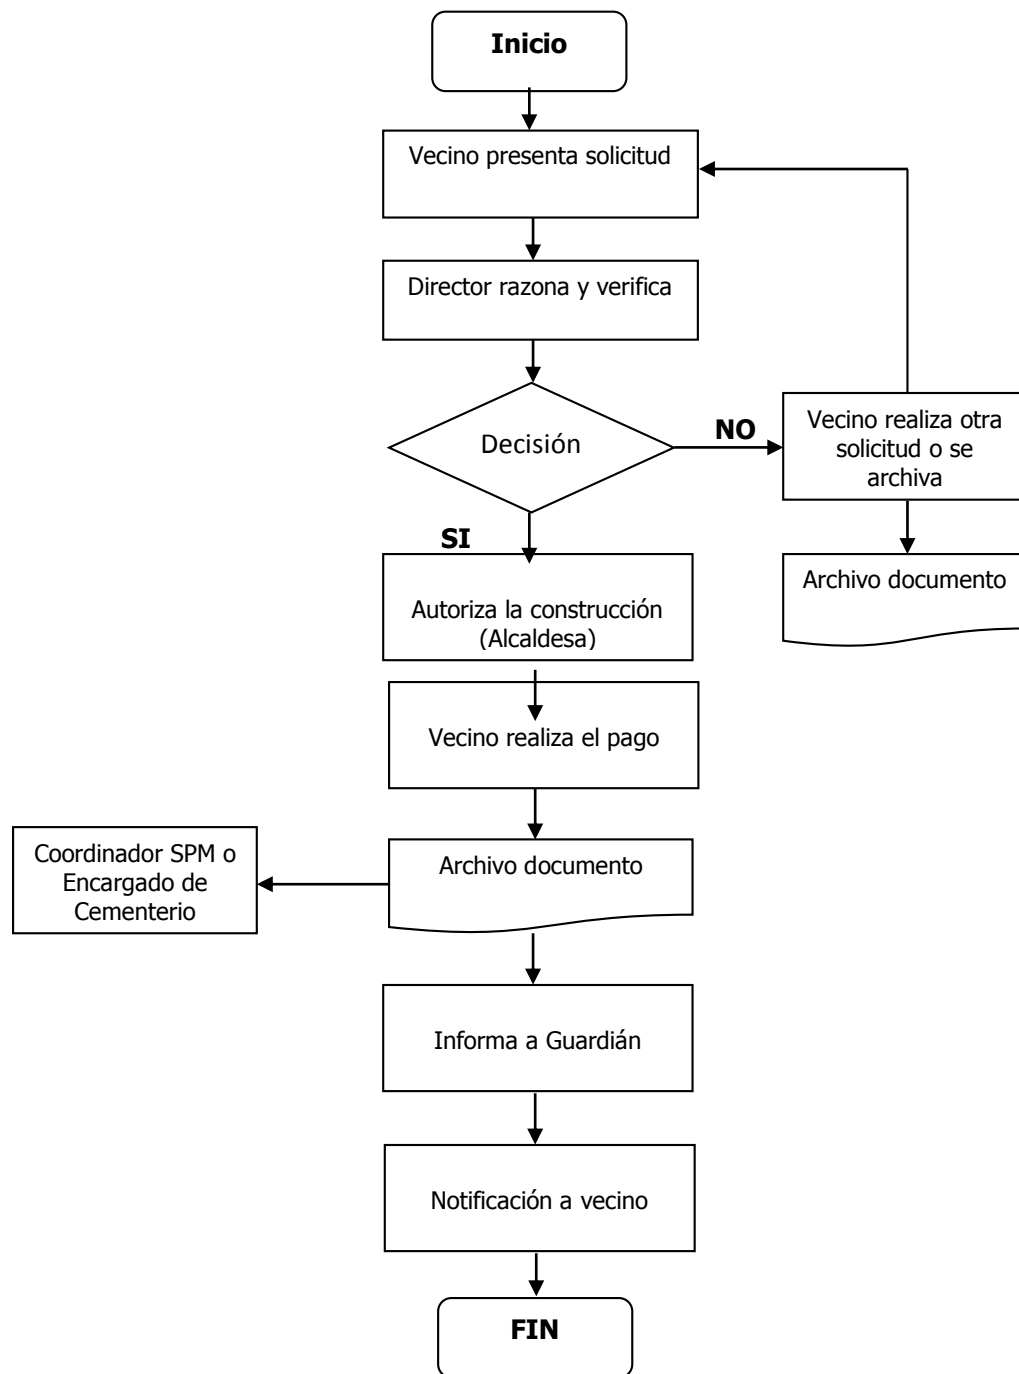 Inicio
Vecino presenta solicitud
Director razona y verifica
Decisión
NO
Vecino realiza otra
solicitud o se
archiva
SI
Archivo documento
Autoriza la construcción
(Alcaldesa)
Vecino realiza el pago
Archivo documento
Coordinador SPM o
Encargado de
Cementerio
Informa a Guardián
Notificación a vecino
FIN